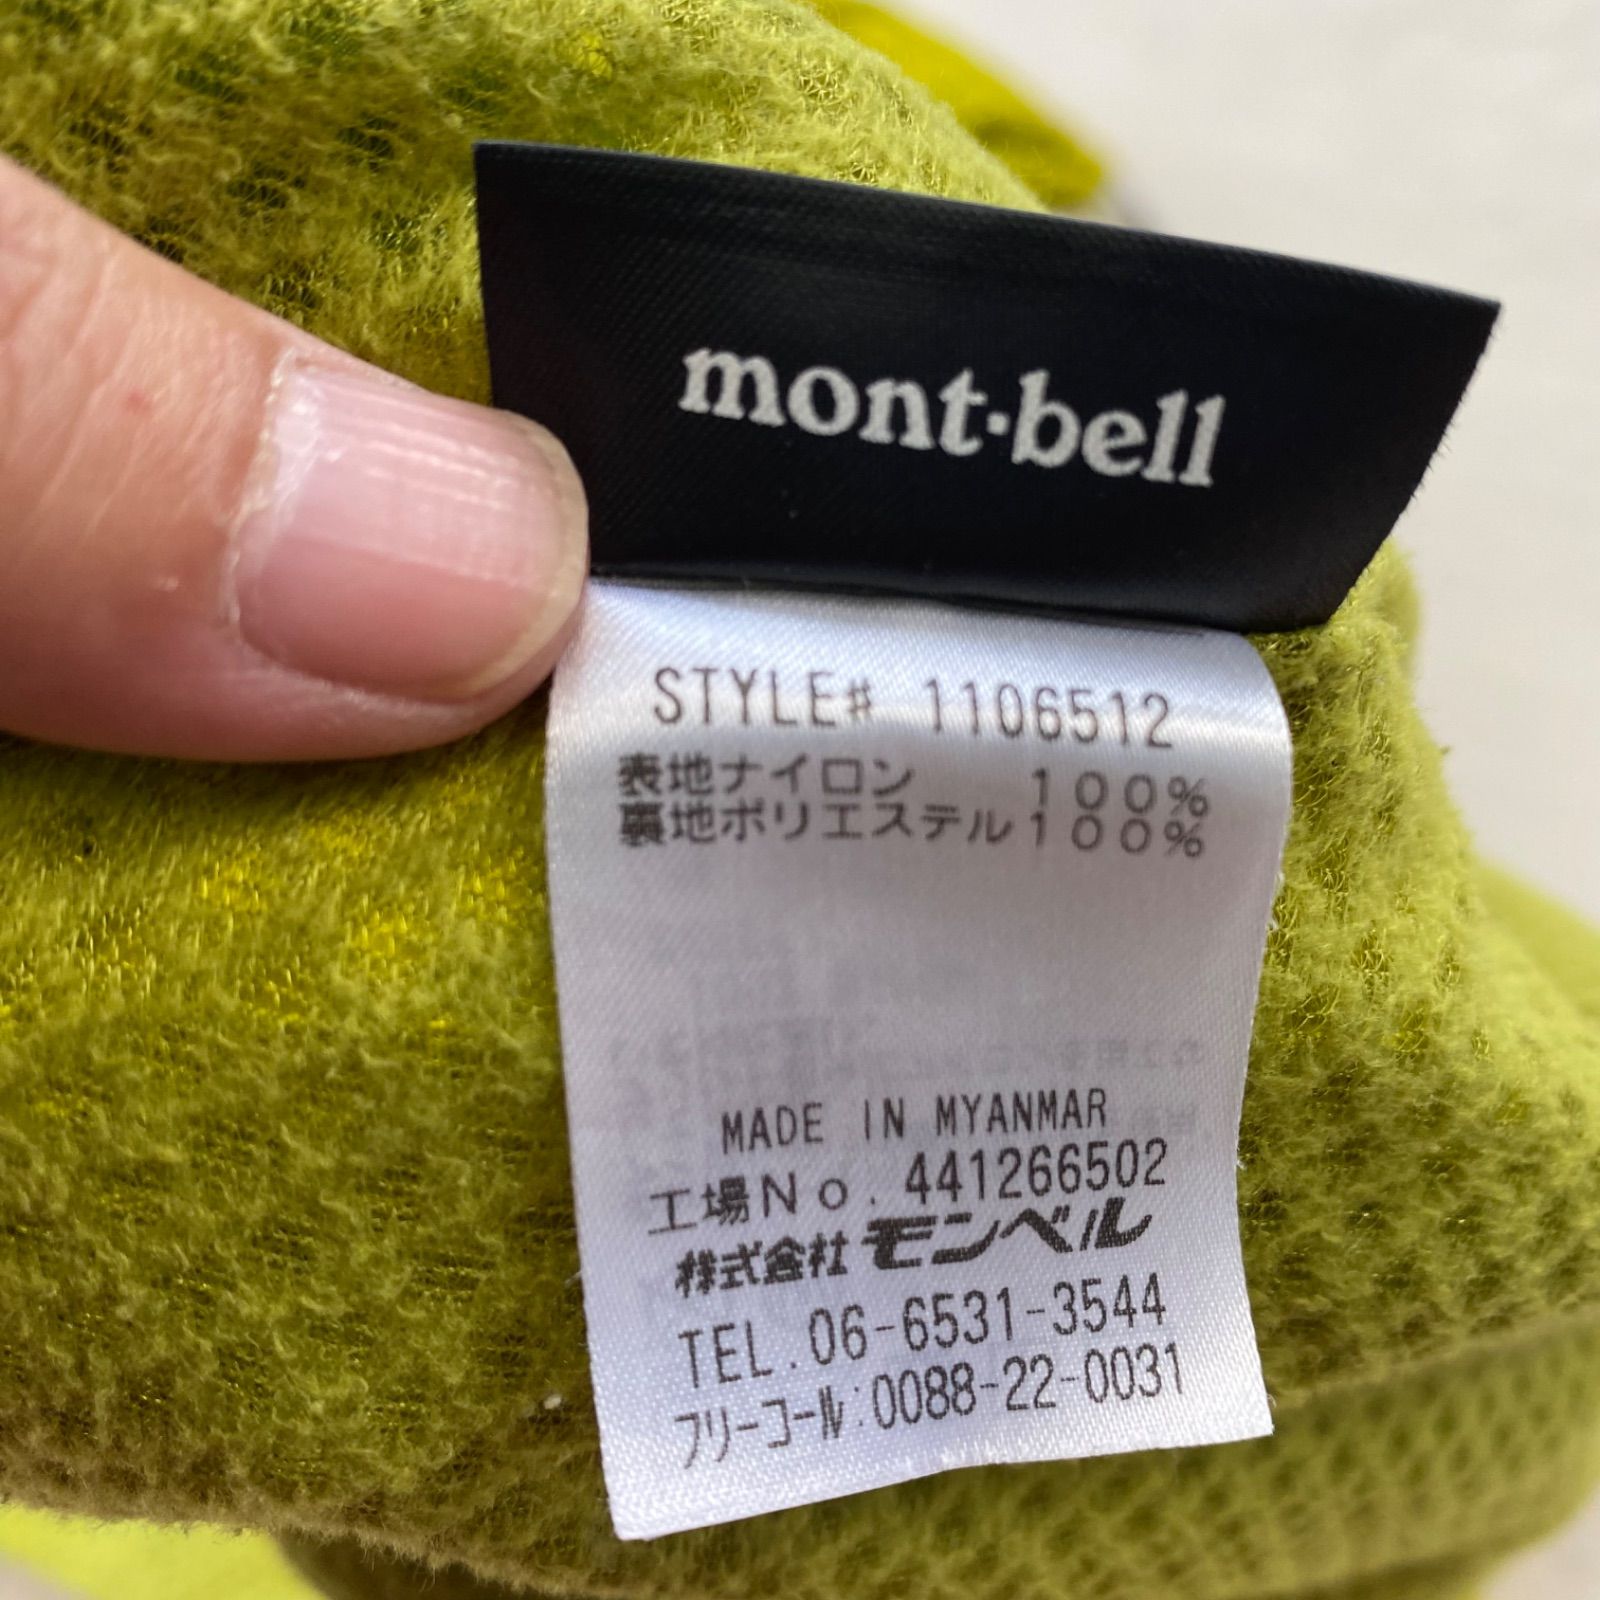 mont·bell
STYLE# 1106512
表地ナイロン 100%
裏地ポリエステル100%
MADE IN MYANMAR
工場No. 441266502
株式会社モンベル
TEL.06-6531-3544
フリーコール:0088-22-0031